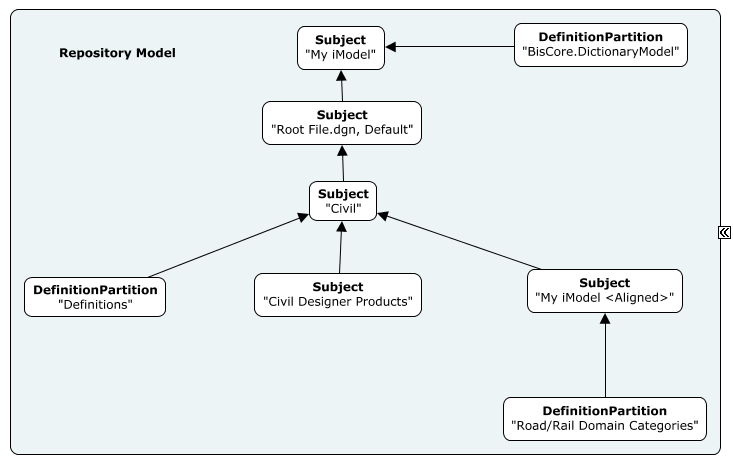 Repository Model
Subject
"My iModel"
DefinitionPartition
"BisCore.DictionaryModel"
Subject
"Root File.dgn, Default"
Subject
"Civil"
DefinitionPartition
"Definitions"
Subject
"Civil Designer Products"
Subject
"My iModel <Aligned>"
DefinitionPartition
"Road/Rail Domain Categories"